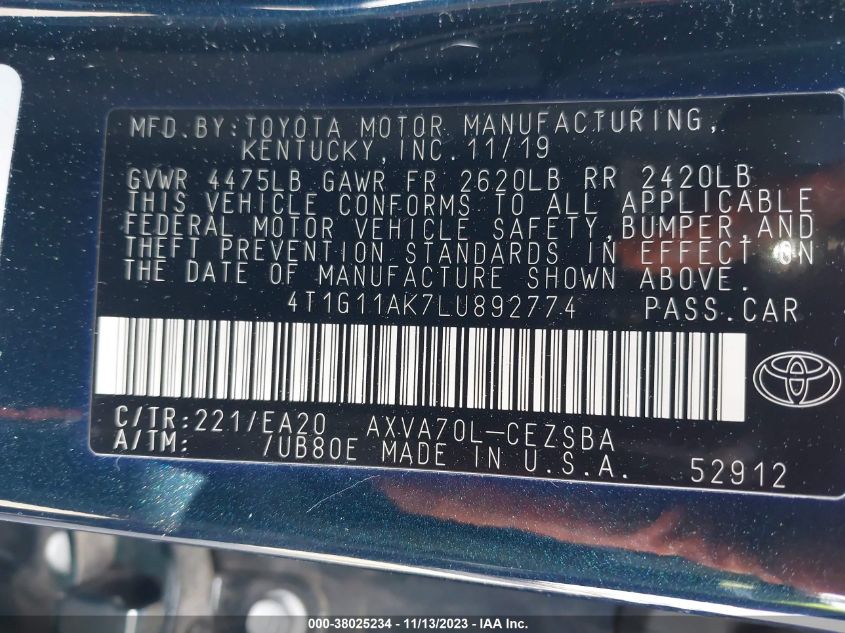 MFD.BY:TOYOTA MOTOR MANUFACTURING,
KENTUCKY,INC.11/19
GVWR 4475LB GAWR FR 2620LB RR 2420LB
THIS VEHICLE CONFORMS TO ALL APPLICABLE
FEDERAL MOTOR VEHICLE SAFETY,BUMPER,AND
THEFT PREVENTION STANDARDS IN EFFECT ON
THE DATE OF MANUFACTURE SHOWN ABOVE.
4T1G11AK7LU892774 PASS.CAR
C/TR:221/EA20 AXVA70L-CEZSBA
A/TM: /UB80E MADE IN U.S.A. 52912
000-38025234 - 11/13/2023 - IAAI.COM